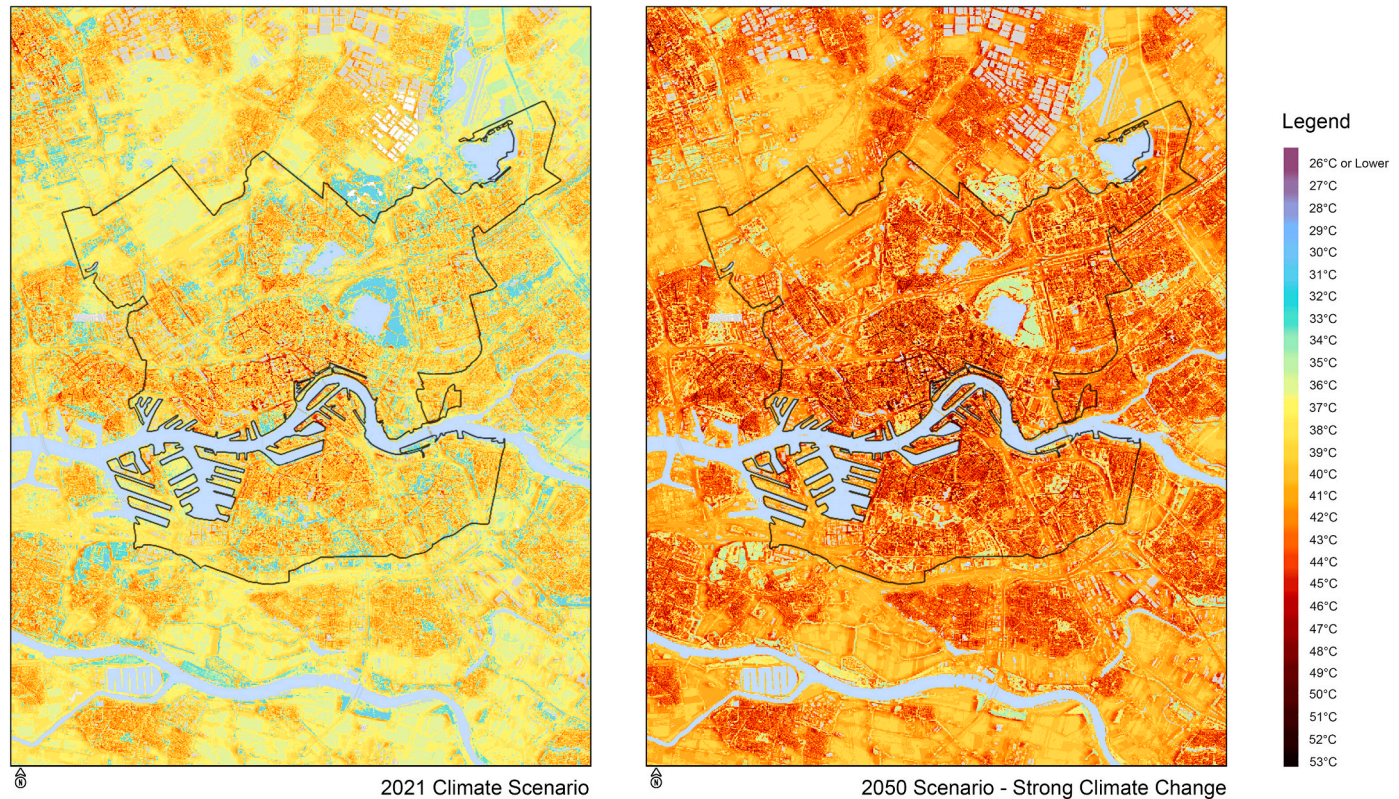 Legend
26°C or Lower
27°C
28°C
29°C
30°C
31°C
32°C
33°C
34°C
35°C
36°C
37°C
38°C
39°C
40°C
41°C
42°C
43°C
44°C
45°C
46°C
47°C
48°C
49°C
50°C
51°C
52°C
53°C
N
2021 Climate Scenario
N
2050 Scenario - Strong Climate Change